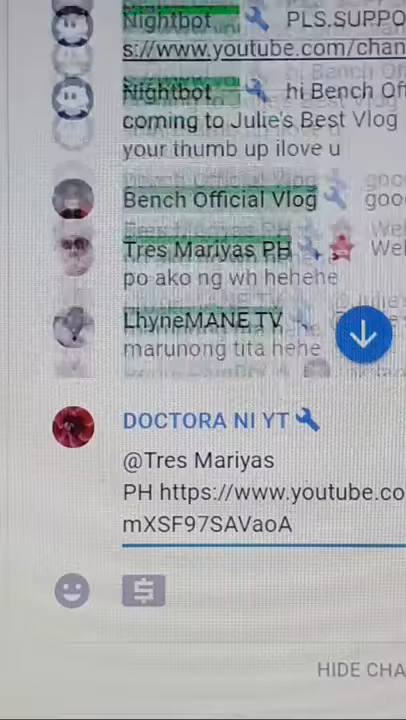 Nightbot PLS.SUPPO
s://www.youtube.com/chan
Nightbot hi Bench Of
coming to Julie's Best Vlog
your thumb up ilove u
Bench Official Vlog goo
Tres Mariyas PH Wel
po ako ng wh hehehe
LhyneMANE TV
marunong tita hehe
DOCTORA NI YT
@Tres Mariyas
PH https://www.youtube.co
mXSF97SAVaoA
HIDE CHA